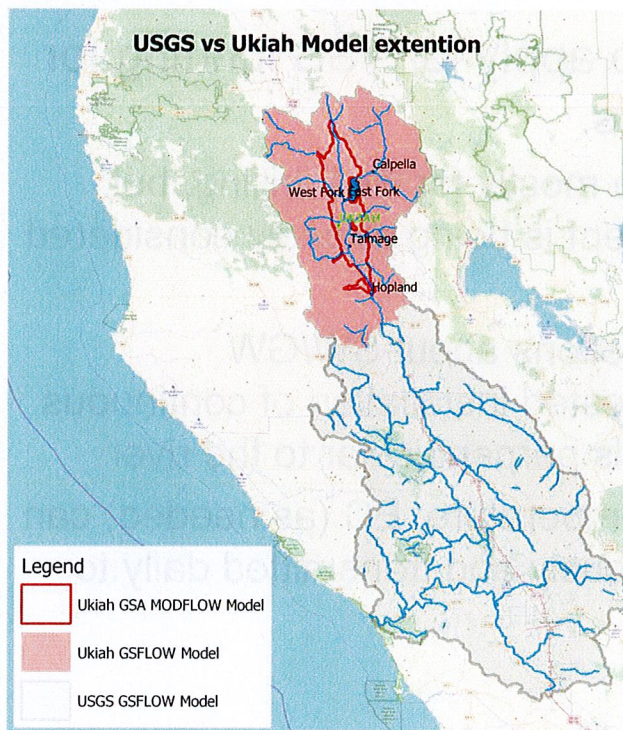 USGS vs Ukiah Model extention
Calpella
West Fork East Fork
UKIAH
Talmage
Hopland
Legend
Ukiah GSA MODFLOW Model
Ukiah GSFLOW Model
USGS GSFLOW Model